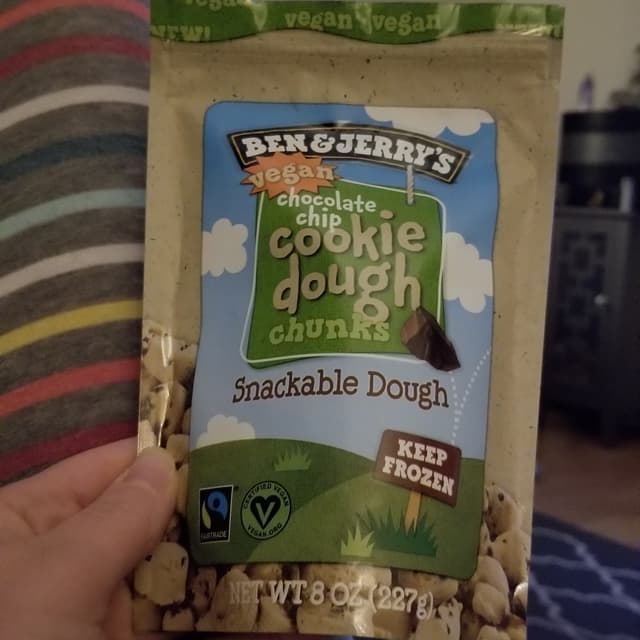 vegan vegan vegan
NEW!
BEN & JERRY'S
vegan
chocolate
chip
cookie
dough
chunks
Snackable Dough
KEEP
FROZEN
FAIRTRADE
CERTIFIED VEGAN
VEGAN.ORG
NET WT 8 OZ (227g)